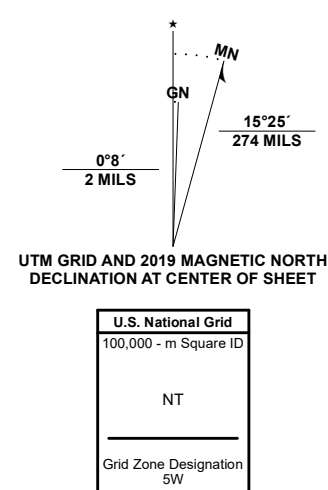 ★
MN
GN
15°25´
274 MILS
0°8´
2 MILS
UTM GRID AND 2019 MAGNETIC NORTH
DECLINATION AT CENTER OF SHEET
U.S. National Grid
100,000 - m Square ID
NT
Grid Zone Designation
5W